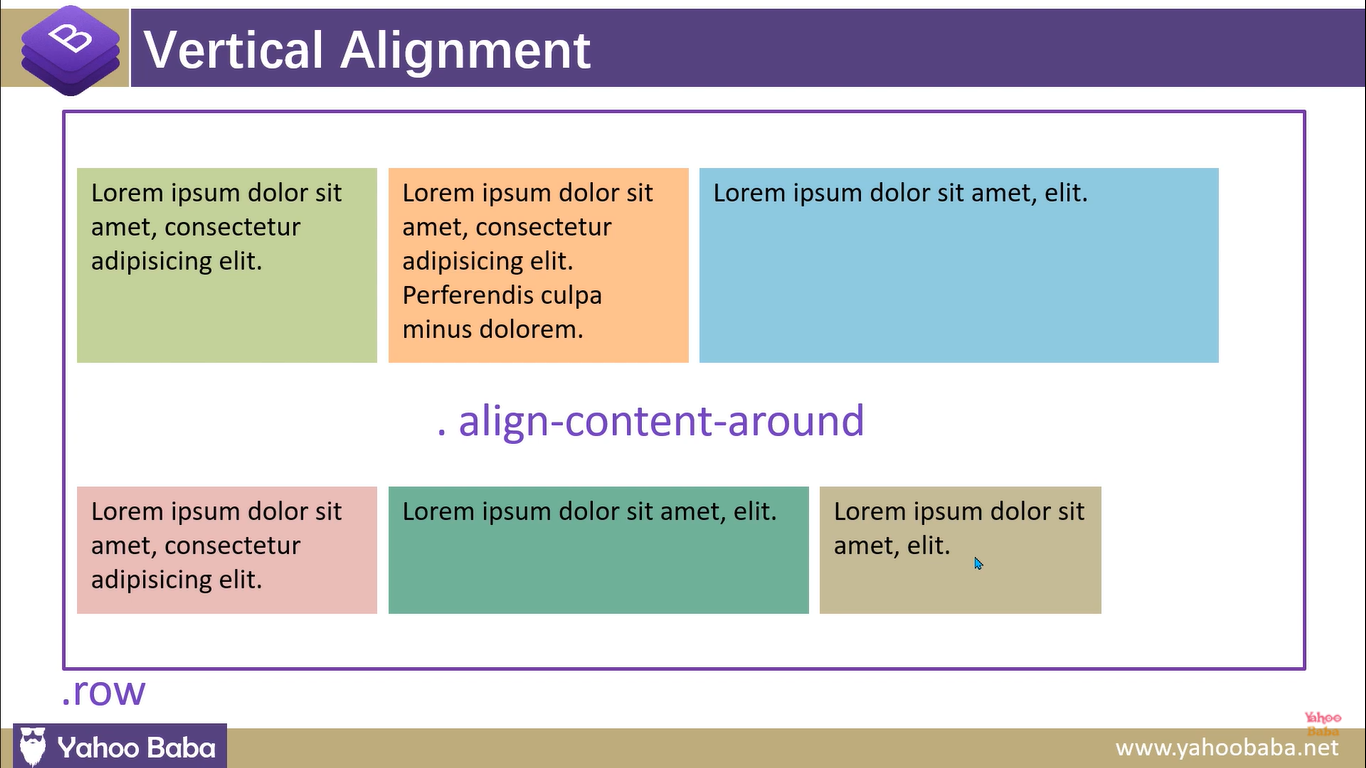 B
Vertical Alignment
Lorem ipsum dolor sit
amet, consectetur
adipisicing elit.
Lorem ipsum dolor sit
amet, consectetur
adipisicing elit.
Perferendis culpa
minus dolorem.
Lorem ipsum dolor sit amet, elit.
. align-content-around
Lorem ipsum dolor sit
amet, consectetur
adipisicing elit.
Lorem ipsum dolor sit amet, elit.
Lorem ipsum dolor sit
amet, elit.
.row
Yahoo
Baba
Yahoo Baba
www.yahoobaba.net